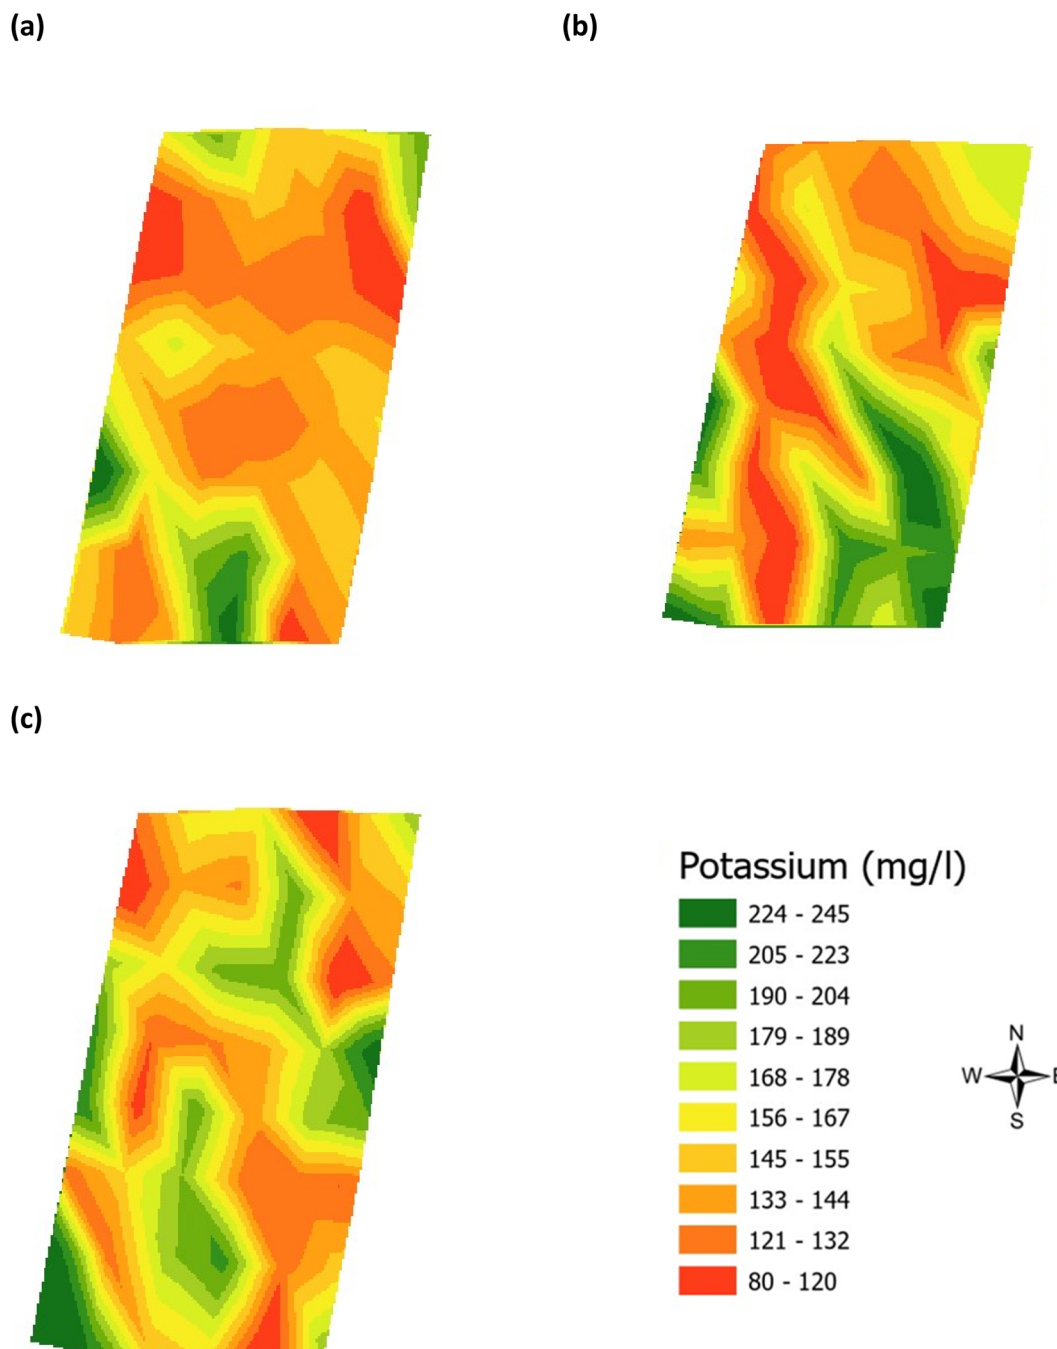 (a)
(b)
(c)
Potassium (mg/l)
224 - 245
205 - 223
190 - 204
179 - 189
168 - 178
156 - 167
145 - 155
133 - 144
121 - 132
80 - 120
N
W
E
S